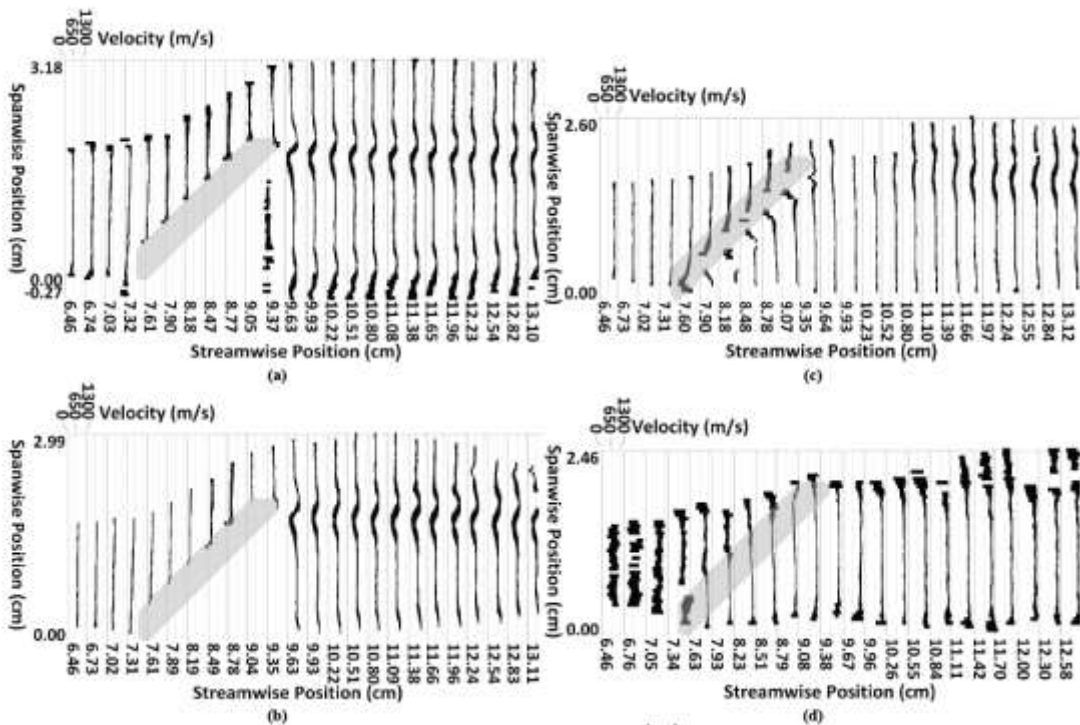 1300
650
0
Velocity (m/s)
3.18
0.00
-0.27
Spanwise Position (cm)
6.46 6.74 7.03 7.32 7.61 7.90 8.18 8.47 8.77 9.05 9.37 9.63 9.93 10.22 10.51 10.80 11.08 11.38 11.65 11.96 12.23 12.54 12.82 13.10
Streamwise Position (cm)
(a)
1300
650
0
Velocity (m/s)
2.99
0.00
Spanwise Position (cm)
6.46 6.73 7.02 7.31 7.61 7.89 8.19 8.49 8.78 9.04 9.35 9.63 9.93 10.22 10.51 10.80 11.09 11.38 11.66 11.96 12.24 12.54 12.83 13.11
Streamwise Position (cm)
(b)
1300
650
0
Velocity (m/s)
2.60
0.00
Spanwise Position (cm)
6.46 6.73 7.02 7.31 7.60 7.90 8.18 8.48 8.78 9.07 9.35 9.64 9.93 10.23 10.52 10.80 11.10 11.39 11.66 11.97 12.24 12.55 12.84 13.12
Streamwise Position (cm)
(c)
1300
650
0
Velocity (m/s)
2.46
0.00
Spanwise Position (cm)
6.46 6.76 7.05 7.34 7.63 7.93 8.23 8.51 8.79 9.08 9.38 9.67 9.96 10.26 10.55 10.84 11.11 11.42 11.70 12.00 12.30 12.58
Streamwise Position (cm)
(d)